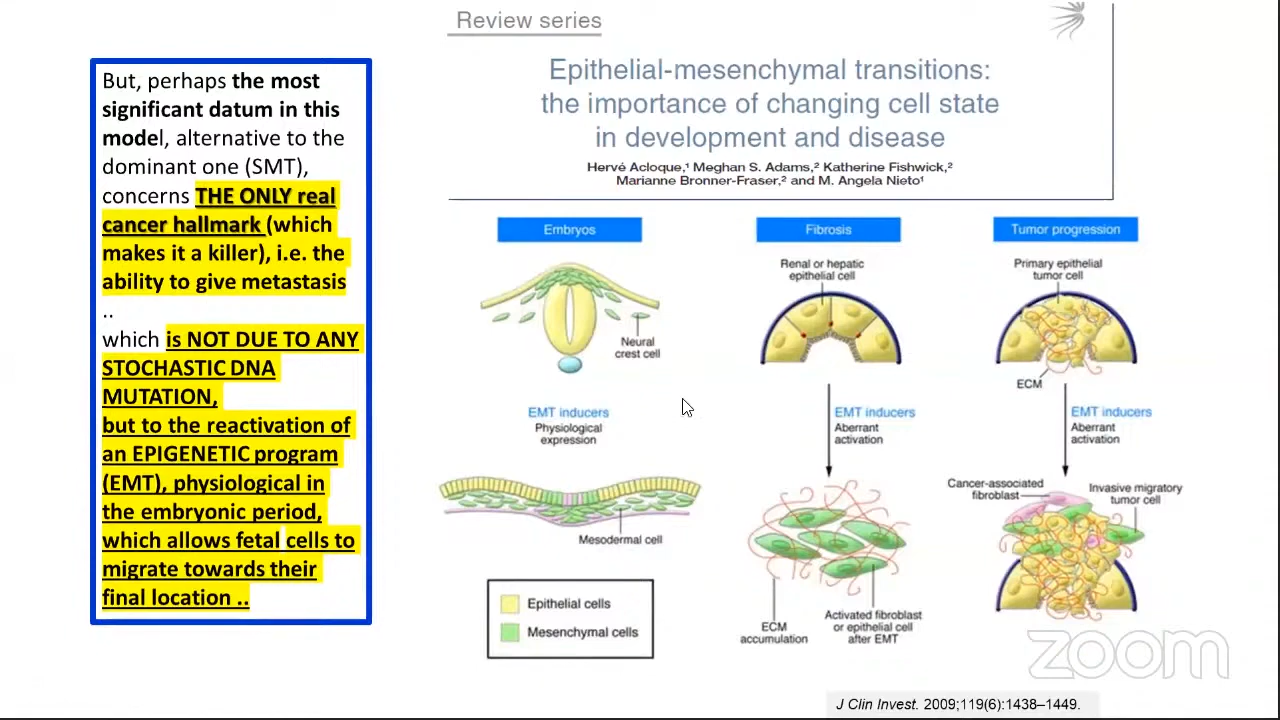 Review series
But, perhaps the most
significant datum in this
model, alternative to the
dominant one (SMT),
concerns THE ONLY real
cancer hallmark (which
makes it a killer), i.e. the
ability to give metastasis
..
which is NOT DUE TO ANY
STOCHASTIC DNA
MUTATION,
but to the reactivation of
an EPIGENETIC program
(EMT), physiological in
the embryonic period,
which allows fetal cells to
migrate towards their
final location ..
Epithelial-mesenchymal transitions:
the importance of changing cell state
in development and disease
Hervé Acloque,¹ Meghan S. Adams,² Katherine Fishwick,²
Marianne Bronner-Fraser,² and M. Angela Nieto¹
Embryos
Neural
crest cell
EMT inducers
Physiological
expression
Mesodermal cell
Epithelial cells
Mesenchymal cells
Fibrosis
Renal or hepatic
epithelial cell
EMT inducers
Aberrant
activation
ECM
accumulation
Activated fibroblast
or epithelial cell
after EMT
Tumor progression
Primary epithelial
tumor cell
ECM
EMT inducers
Aberrant
activation
Cancer-associated
fibroblast
Invasive migratory
tumor cell
zoom
J Clin Invest. 2009;119(6):1438–1449.